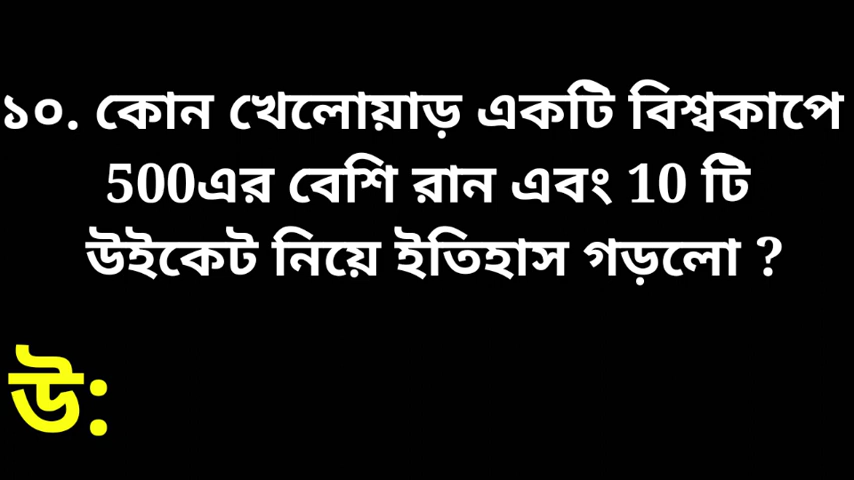 ১০. কোন খেলোয়াড় একটি বিশ্বকাপে
500এর বেশি রান এবং 10 টি
উইকেট নিয়ে ইতিহাস গড়লো ?
উ: